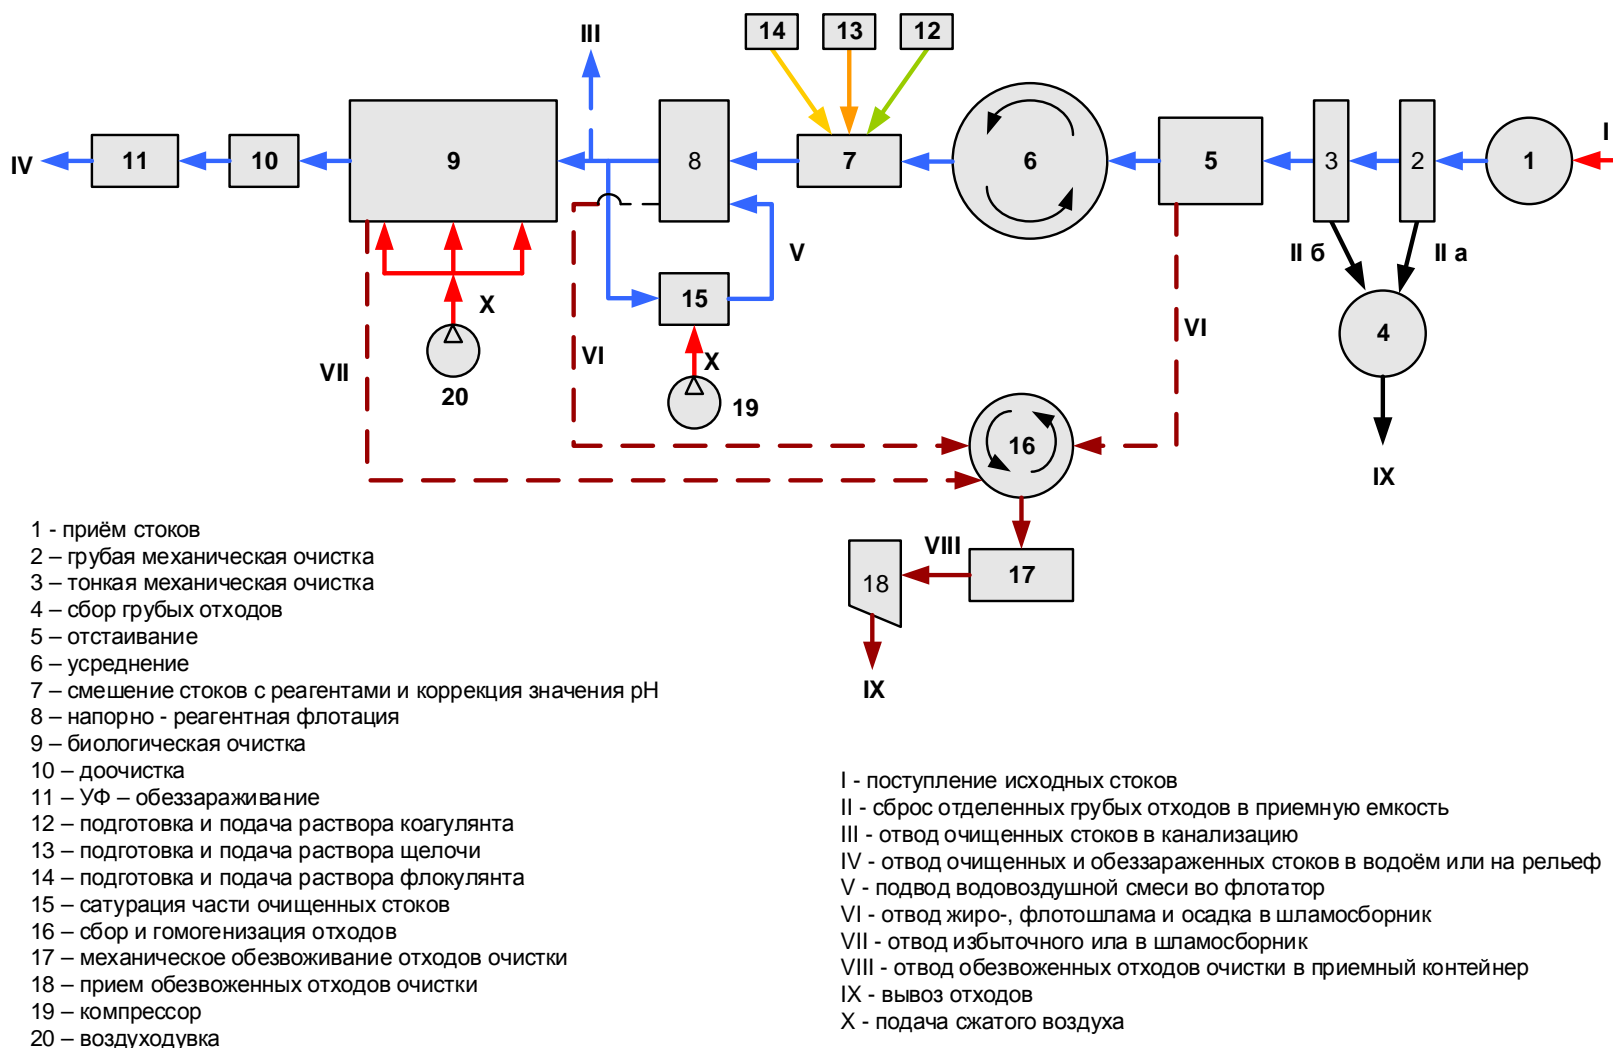 III
14
13
12
I
IV
11
10
9
8
7
6
5
3
2
1
II б
II а
V
X
15
VI
VI
4
VII
20
X
19
16
IX
VIII
18
17
IX
1 - приём стоков
2 – грубая механическая очистка
3 – тонкая механическая очистка
4 – сбор грубых отходов
5 – отстаивание
6 – усреднение
7 – смешение стоков с реагентами и коррекция значения pH
8 – напорно - реагентная флотация
9 – биологическая очистка
10 – доочистка
11 – УФ – обеззараживание
12 – подготовка и подача раствора коагулянта
13 – подготовка и подача раствора щелочи
14 – подготовка и подача раствора флокулянта
15 – сатурация части очищенных стоков
16 – сбор и гомогенизация отходов
17 – механическое обезвоживание отходов очистки
18 – прием обезвоженных отходов очистки
19 – компрессор
20 – воздуходувка
I - поступление исходных стоков
II - сброс отделенных грубых отходов в приемную емкость
III - отвод очищенных стоков в канализацию
IV - отвод очищенных и обеззараженных стоков в водоём или на рельеф
V - подвод водовоздушной смеси во флотатор
VI - отвод жиро-, флотошлама и осадка в шламосборник
VII - отвод избыточного ила в шламосборник
VIII - отвод обезвоженных отходов очистки в приемный контейнер
IX - вывоз отходов
X - подача сжатого воздуха